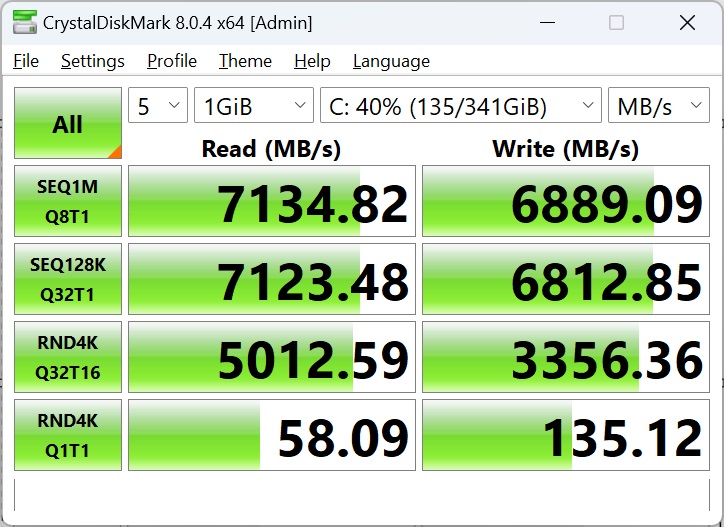 CrystalDiskMark 8.0.4 x64 [Admin]
File Settings Profile Theme Help Language
All 5 1GiB C: 40% (135/341GiB) MB/s
Read (MB/s) Write (MB/s)
SEQ1M
Q8T1 7134.82 6889.09
SEQ128K
Q32T1 7123.48 6812.85
RND4K
Q32T16 5012.59 3356.36
RND4K
Q1T1 58.09 135.12